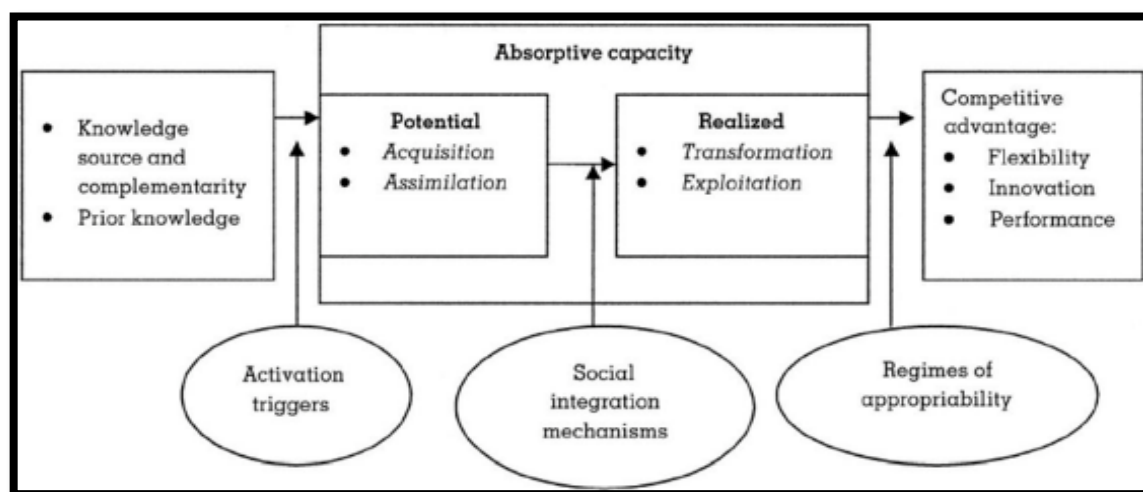 Absorptive capacity
• Knowledge
source and
complementarity
• Prior knowledge
Potential
• Acquisition
• Assimilation
Realized
• Transformation
• Exploitation
Competitive
advantage:
• Flexibility
• Innovation
• Performance
Activation
triggers
Social
integration
mechanisms
Regimes of
appropriability